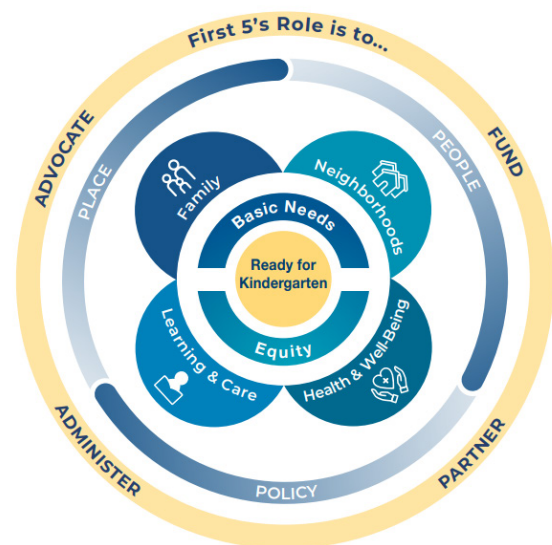 First 5's Role is to...
ADVOCATE
FUND
PLACE
PEOPLE
Family
Neighborhoods
Basic Needs
Ready for
Kindergarten
Equity
Learning & Care
Health & Well-Being
ADMINISTER
PARTNER
POLICY